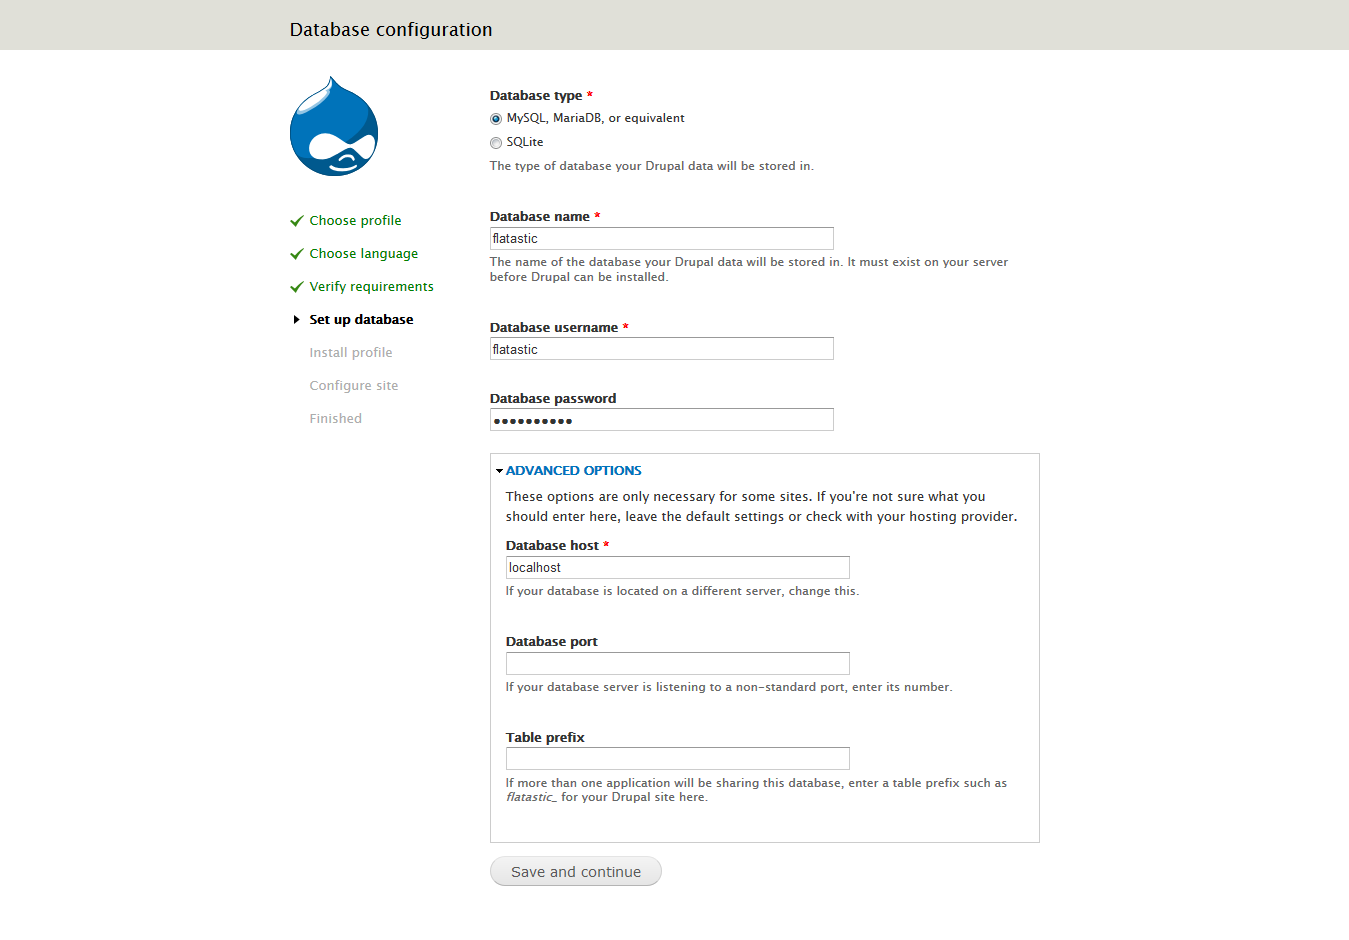 Database configuration
Choose profile
Choose language
Verify requirements
Set up database
Install profile
Configure site
Finished
Database type *
MySQL, MariaDB, or equivalent
SQLite
The type of database your Drupal data will be stored in.
Database name *
flatastic
The name of the database your Drupal data will be stored in. It must exist on your server
before Drupal can be installed.
Database username *
flatastic
Database password
••••••••••
ADVANCED OPTIONS
These options are only necessary for some sites. If you're not sure what you
should enter here, leave the default settings or check with your hosting provider.
Database host *
localhost
If your database is located on a different server, change this.
Database port
If your database server is listening to a non-standard port, enter its number.
Table prefix
If more than one application will be sharing this database, enter a table prefix such as
flatastic_ for your Drupal site here.
Save and continue